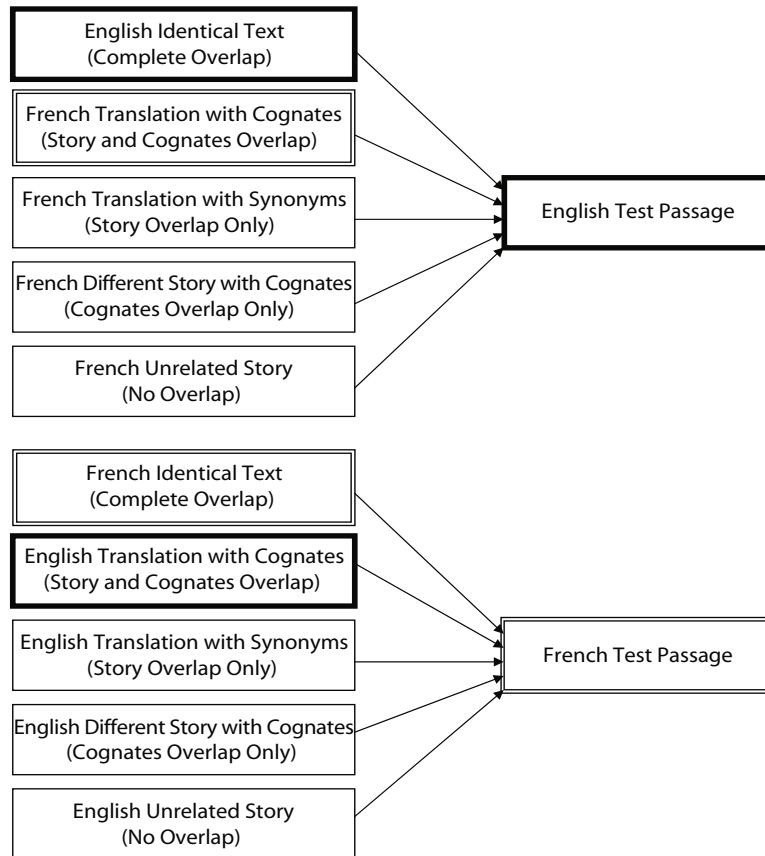 English Identical Text
(Complete Overlap)
French Translation with Cognates
(Story and Cognates Overlap)
French Translation with Synonyms
(Story Overlap Only)
French Different Story with Cognates
(Cognates Overlap Only)
French Unrelated Story
(No Overlap)
English Test Passage
French Identical Text
(Complete Overlap)
English Translation with Cognates
(Story and Cognates Overlap)
English Translation with Synonyms
(Story Overlap Only)
English Different Story with Cognates
(Cognates Overlap Only)
English Unrelated Story
(No Overlap)
French Test Passage